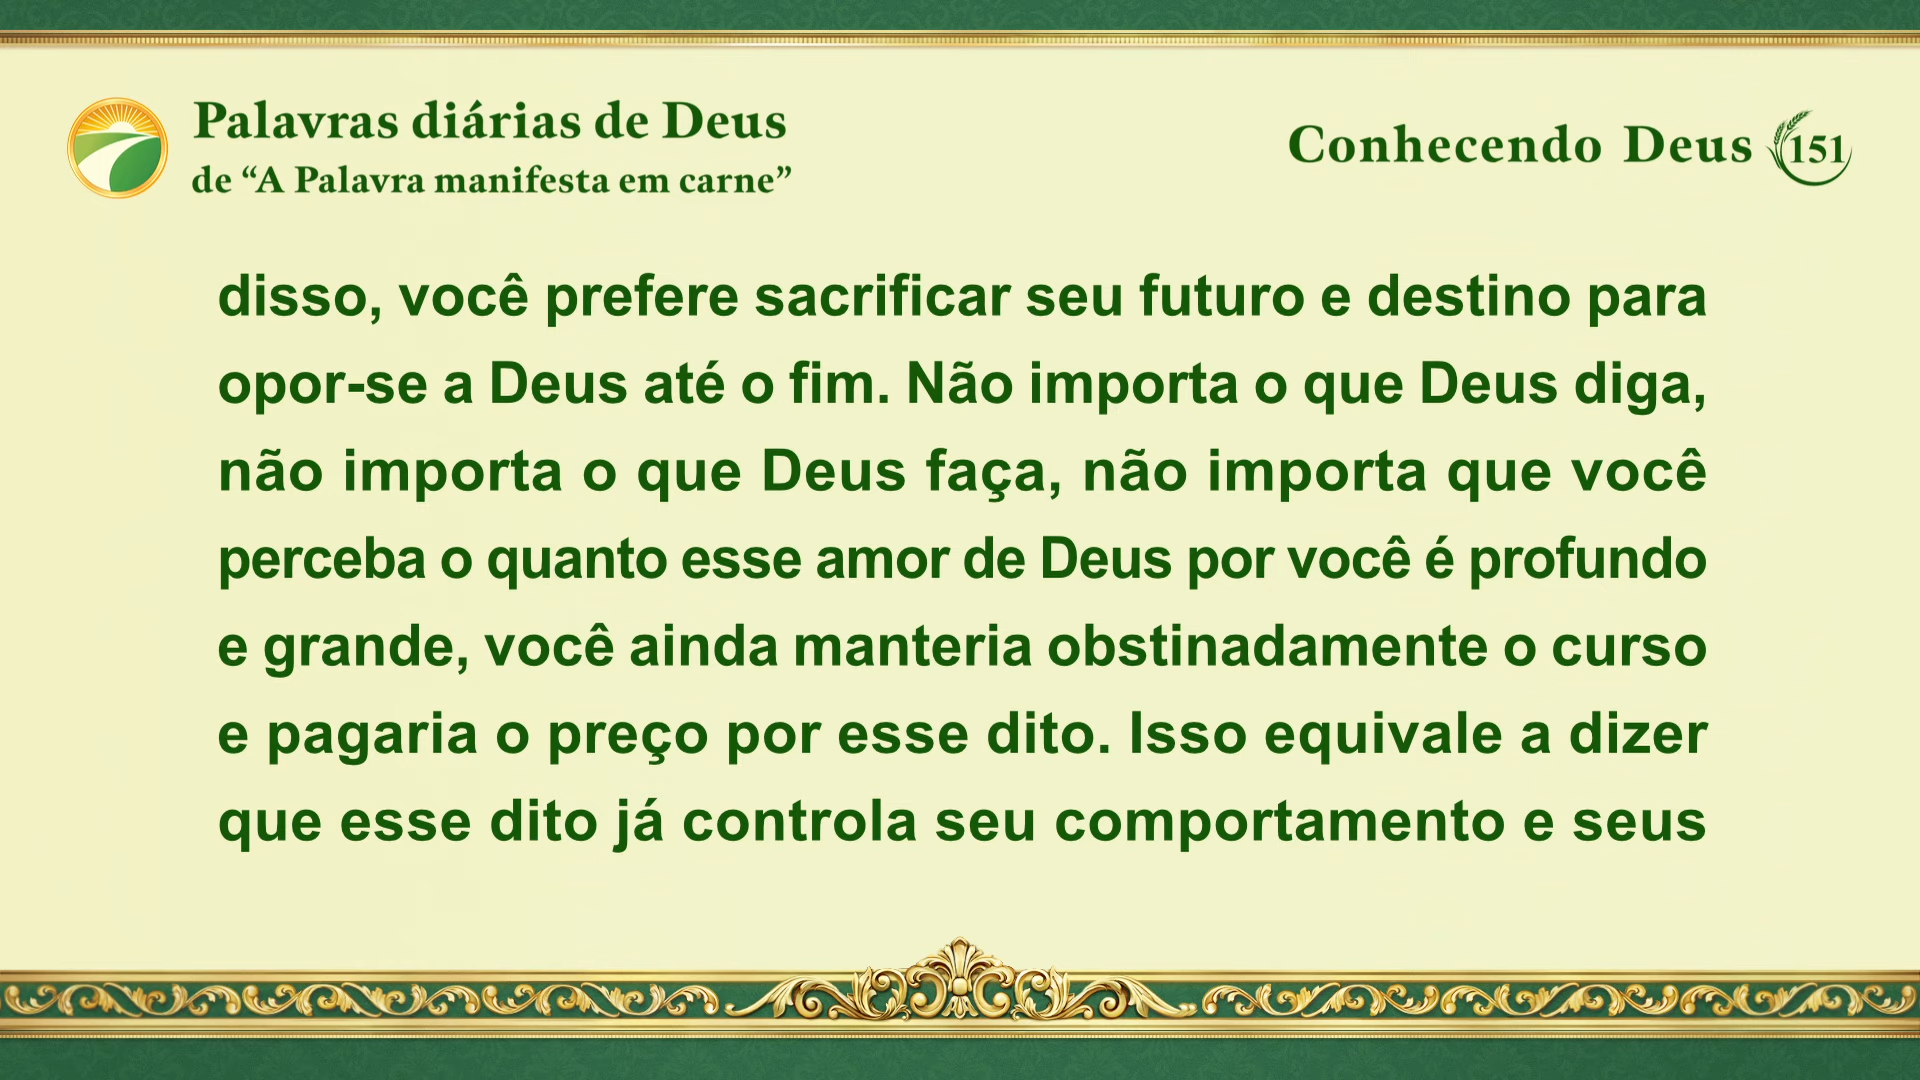 Palavras diárias de Deus
de “A Palavra manifesta em carne”
Conhecendo Deus 151
disso, você prefere sacrificar seu futuro e destino para
opor-se a Deus até o fim. Não importa o que Deus diga,
não importa o que Deus faça, não importa que você
perceba o quanto esse amor de Deus por você é profundo
e grande, você ainda manteria obstinadamente o curso
e pagaria o preço por esse dito. Isso equivale a dizer
que esse dito já controla seu comportamento e seus